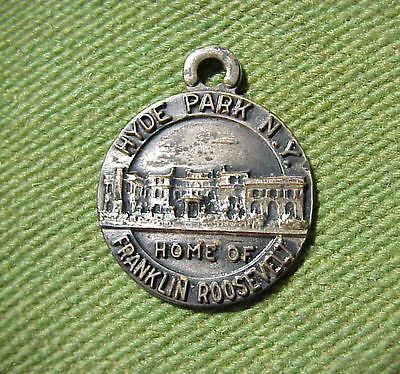 HYDE PARK N.Y.
HOME OF
FRANKLIN ROOSEVELT